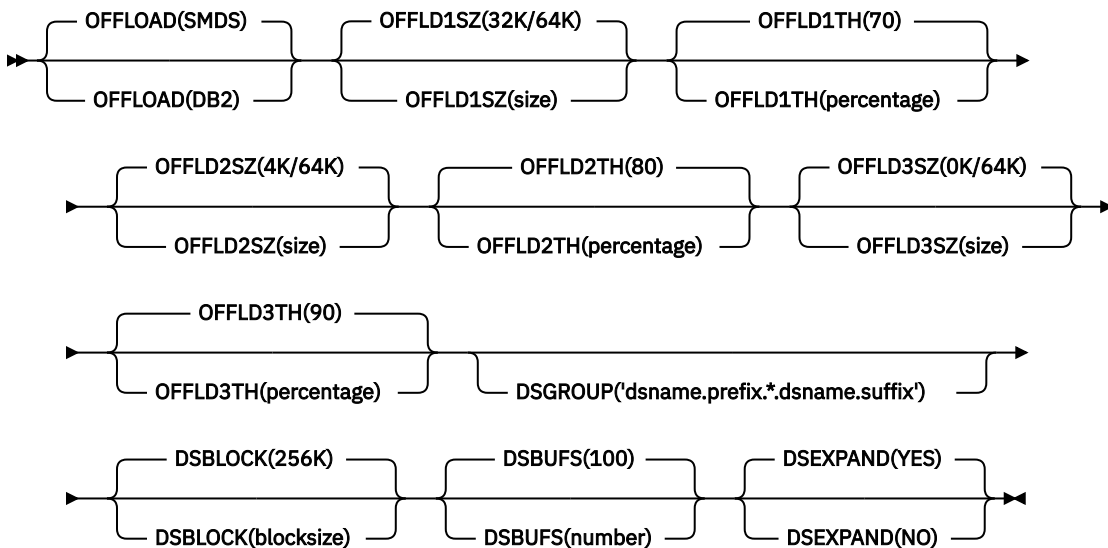 OFFLOAD(SMDS) OFFLD1SZ(32K/64K) OFFLD1TH(70)
OFFLOAD(DB2) OFFLD1SZ(size) OFFLD1TH(percentage)
OFFLD2SZ(4K/64K) OFFLD2TH(80) OFFLD3SZ(0K/64K)
OFFLD2SZ(size) OFFLD2TH(percentage) OFFLD3SZ(size)
OFFLD3TH(90)
OFFLD3TH(percentage) DSGROUP('dsname.prefix.*.dsname.suffix')
DSBLOCK(256K) DSBUFS(100) DSEXPAND(YES)
DSBLOCK(blocksize) DSBUFS(number) DSEXPAND(NO)